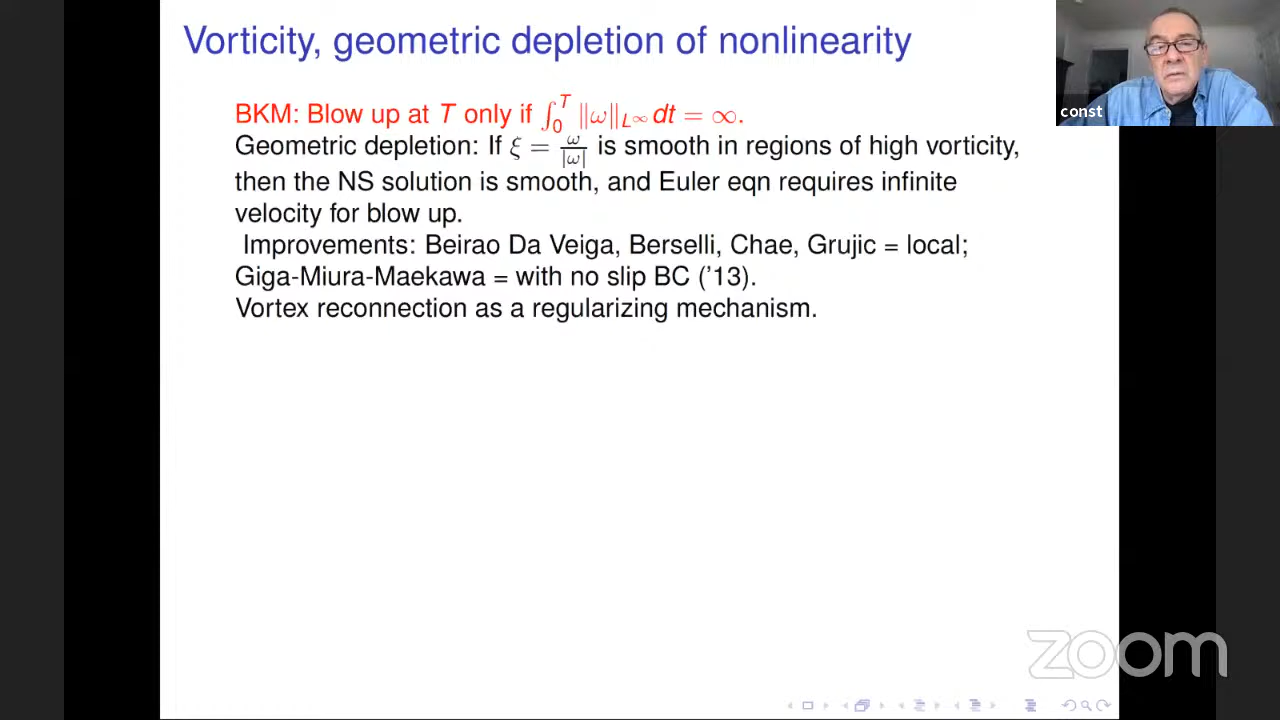 Vorticity, geometric depletion of nonlinearity
BKM: Blow up at T only if ∫₀ᵀ ‖ω‖_{L^∞} dt = ∞.
Geometric depletion: If ξ = ω/|ω| is smooth in regions of high vorticity,
then the NS solution is smooth, and Euler eqn requires infinite
velocity for blow up.
Improvements: Beirao Da Veiga, Berselli, Chae, Grujic = local;
Giga-Miura-Maekawa = with no slip BC (’13).
Vortex reconnection as a regularizing mechanism.
const
zoom